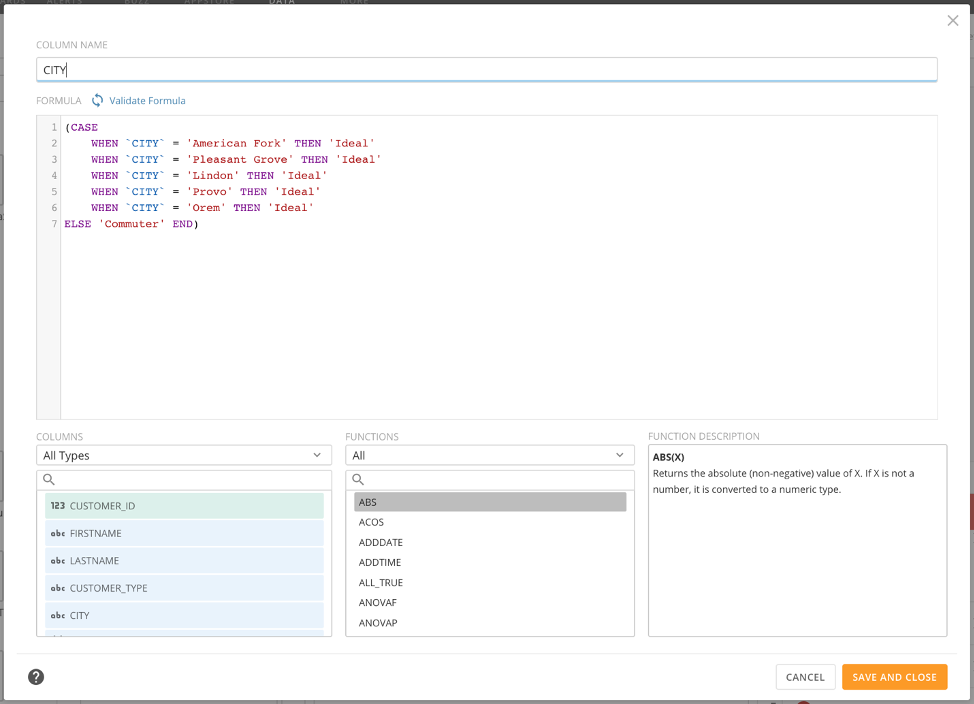 DATA
COLUMN NAME
CITY
FORMULA Validate Formula
1 (CASE
2 WHEN `CITY` = 'American Fork' THEN 'Ideal'
3 WHEN `CITY` = 'Pleasant Grove' THEN 'Ideal'
4 WHEN `CITY` = 'Lindon' THEN 'Ideal'
5 WHEN `CITY` = 'Provo' THEN 'Ideal'
6 WHEN `CITY` = 'Orem' THEN 'Ideal'
7 ELSE 'Commuter' END)
COLUMNS
All Types
123 CUSTOMER_ID
abc FIRSTNAME
abc LASTNAME
abc CUSTOMER_TYPE
abc CITY
FUNCTIONS
All
ABS
ACOS
ADDDATE
ADDTIME
ALL_TRUE
ANOVAF
ANOVAP
FUNCTION DESCRIPTION
ABS(X)
Returns the absolute (non-negative) value of X. If X is not a
number, it is converted to a numeric type.
?
CANCEL
SAVE AND CLOSE